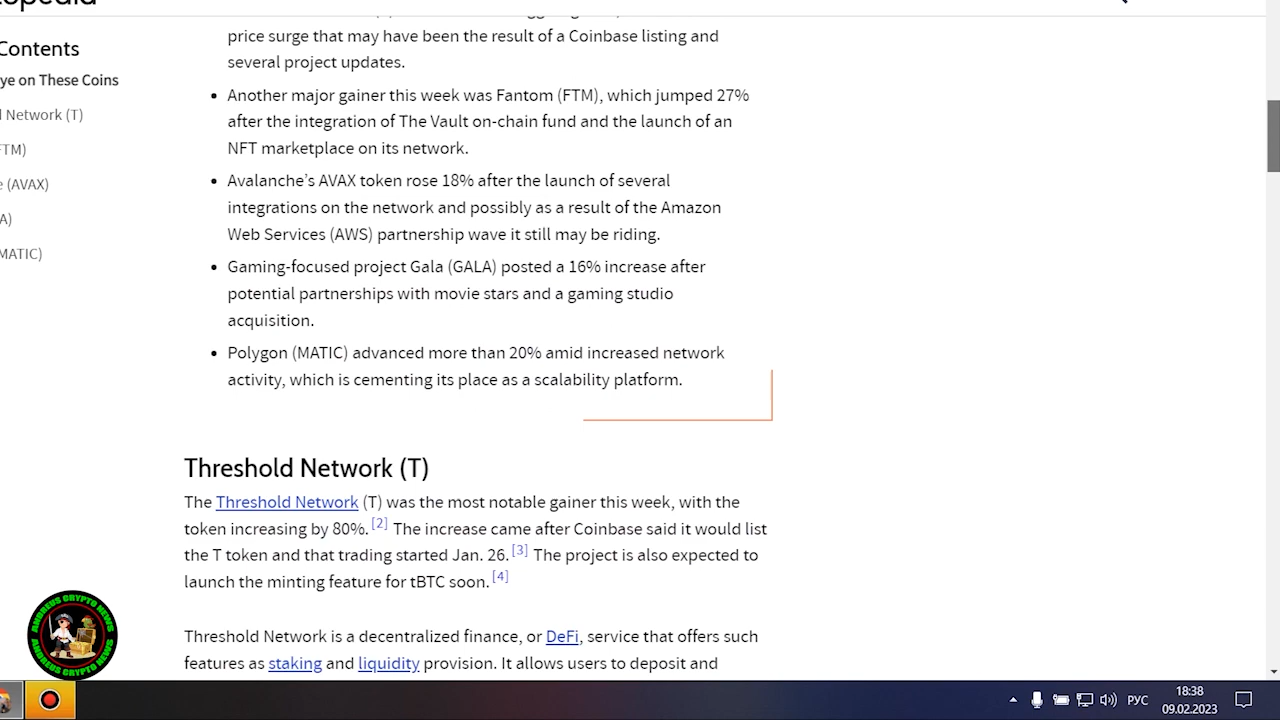 Contents
ye on These Coins
l Network (T)
FTM)
e (AVAX)
A)
MATIC)
price surge that may have been the result of a Coinbase listing and
several project updates.
• Another major gainer this week was Fantom (FTM), which jumped 27%
after the integration of The Vault on-chain fund and the launch of an
NFT marketplace on its network.
• Avalanche’s AVAX token rose 18% after the launch of several
integrations on the network and possibly as a result of the Amazon
Web Services (AWS) partnership wave it still may be riding.
• Gaming-focused project Gala (GALA) posted a 16% increase after
potential partnerships with movie stars and a gaming studio
acquisition.
• Polygon (MATIC) advanced more than 20% amid increased network
activity, which is cementing its place as a scalability platform.
Threshold Network (T)
The Threshold Network (T) was the most notable gainer this week, with the
token increasing by 80%.[2] The increase came after Coinbase said it would list
the T token and that trading started Jan. 26.[3] The project is also expected to
launch the minting feature for tBTC soon.[4]
Threshold Network is a decentralized finance, or DeFi, service that offers such
features as staking and liquidity provision. It allows users to deposit and
ANDREUS CRYPTO NEWS
ANDREUS CRYPTO NEWS
РУС
18:38
09.02.2023